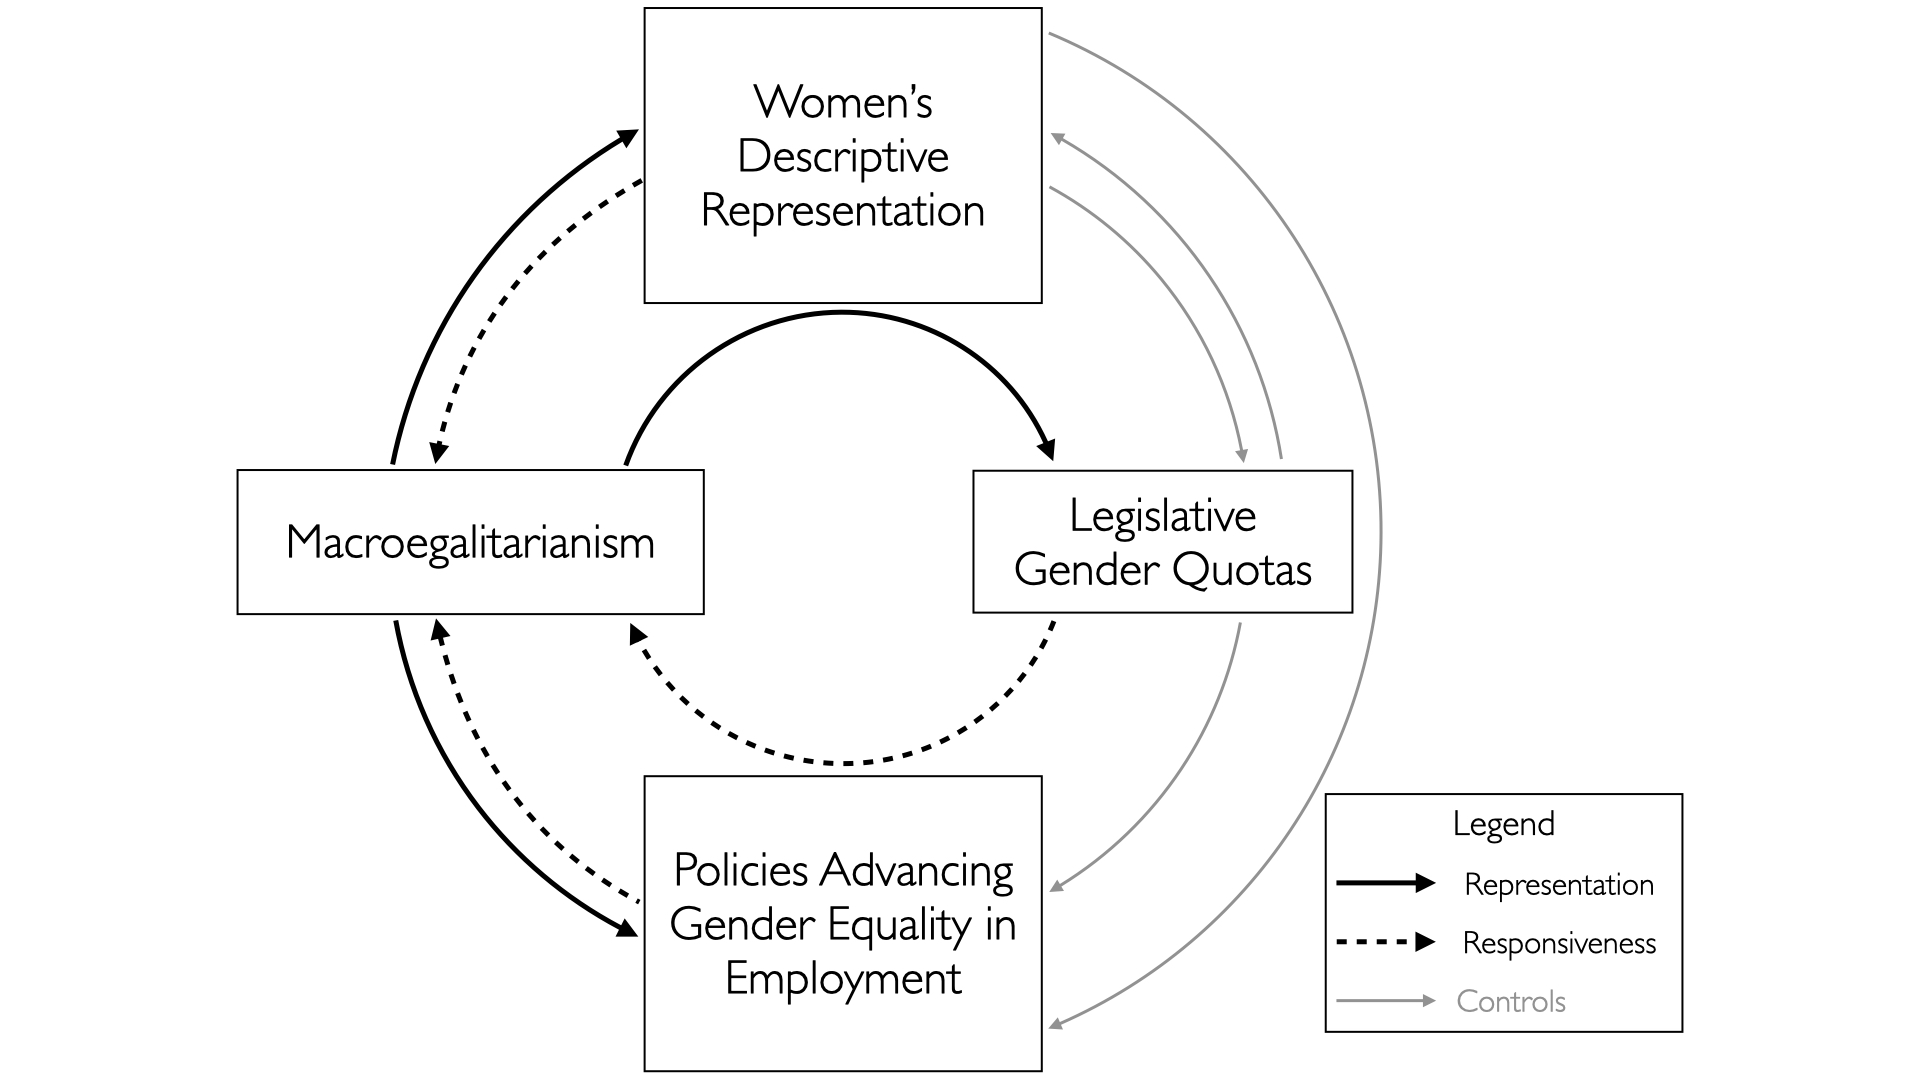 Women’s
Descriptive
Representation
Macroegalitarianism
Legislative
Gender Quotas
Policies Advancing
Gender Equality in
Employment
Legend
Representation
Responsiveness
Controls